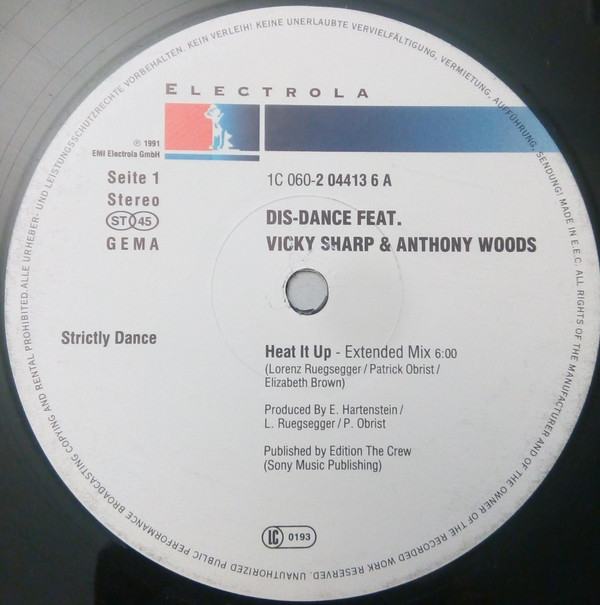 ELECTROLA
℗ 1991
EMI Electrola GmbH
Seite 1
Stereo
ST 45
GEMA
1C 060-2 04413 6 A
DIS-DANCE FEAT.
VICKY SHARP & ANTHONY WOODS
Strictly Dance
Heat It Up - Extended Mix 6:00
(Lorenz Ruegsegger / Patrick Obrist /
Elizabeth Brown)
Produced By E. Hartenstein /
L. Ruegsegger / P. Obrist
Published by Edition The Crew
(Sony Music Publishing)
LC 0193
ALLE URHEBER- UND LEISTUNGSSCHUTZRECHTE VORBEHALTEN. KEIN VERLEIH! KEINE UNERLAUBTE VERVIELFÄLTIGUNG, VERMIETUNG, AUFFÜHRUNG, SENDUNG! MADE IN E.E.C. ALL RIGHTS OF THE MANUFACTURER AND OF THE OWNER OF THE RECORDED WORK RESERVED. UNAUTHORIZED PUBLIC PERFORMANCE BROADCASTING COPYING AND RENTAL PROHIBITED.